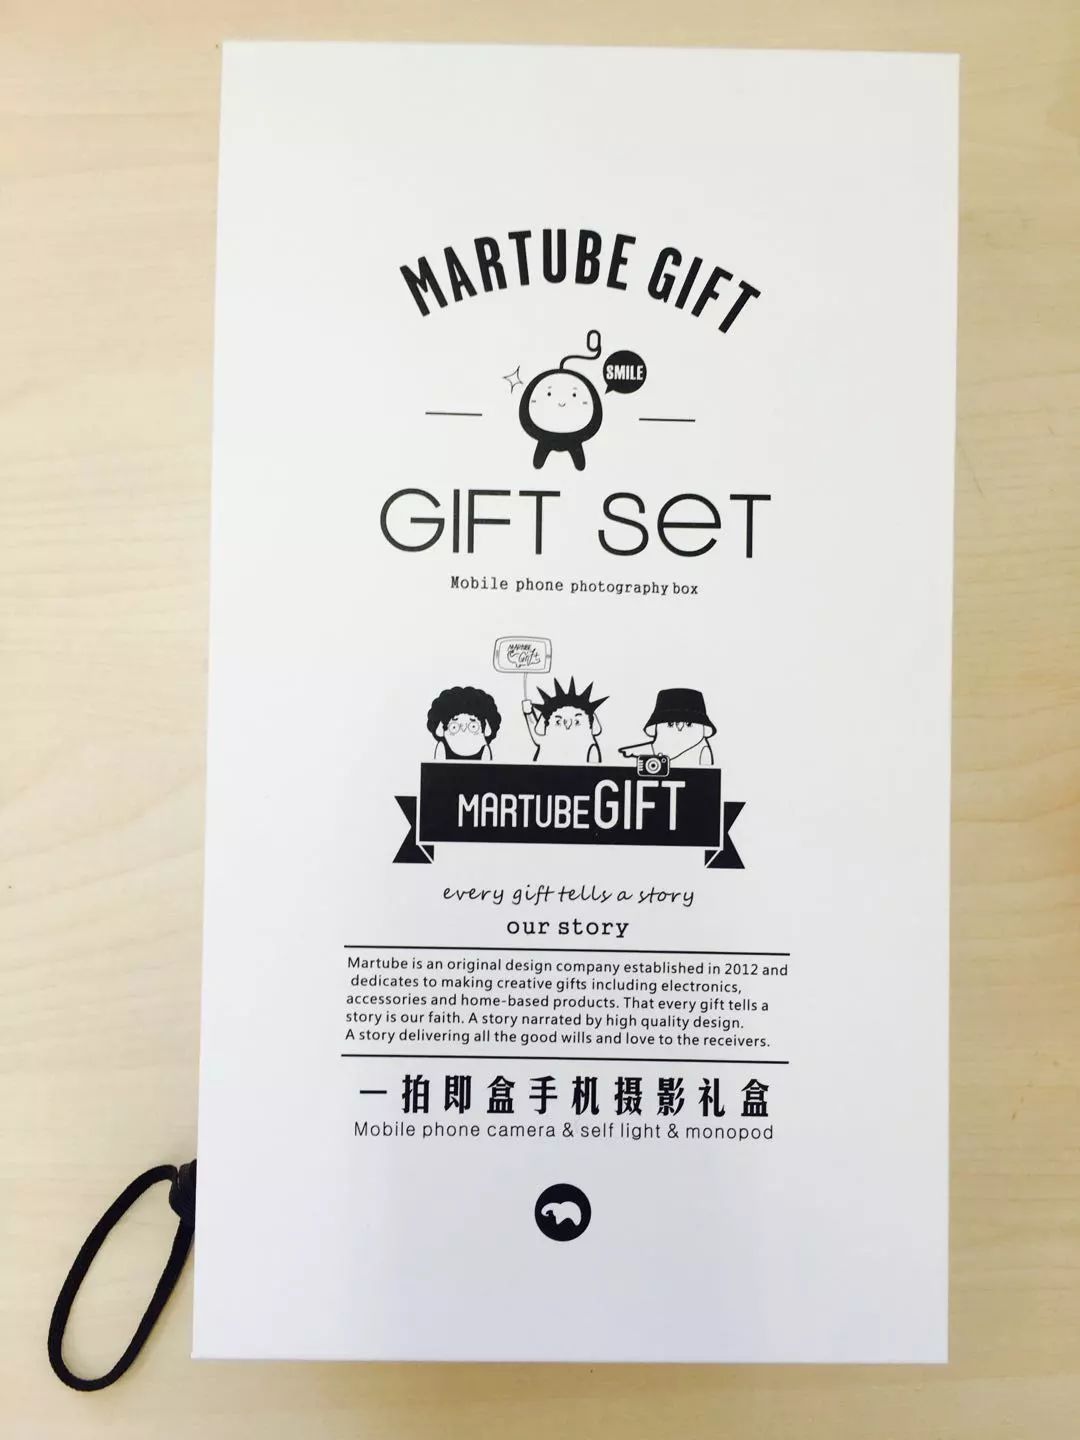 MARTUBE GIFT
SMILE
GIFT SeT
Mobile phone photography box
MARTUBE
Gift
MARTUBE GIFT
every gift tells a story
our story
Martube is an original design company established in 2012 and
dedicates to making creative gifts including electronics,
accessories and home-based products. That every gift tells a
story is our faith. A story narrated by high quality design.
A story delivering all the good wills and love to the receivers.
一拍即盒手机摄影礼盒
Mobile phone camera & self light & monopod